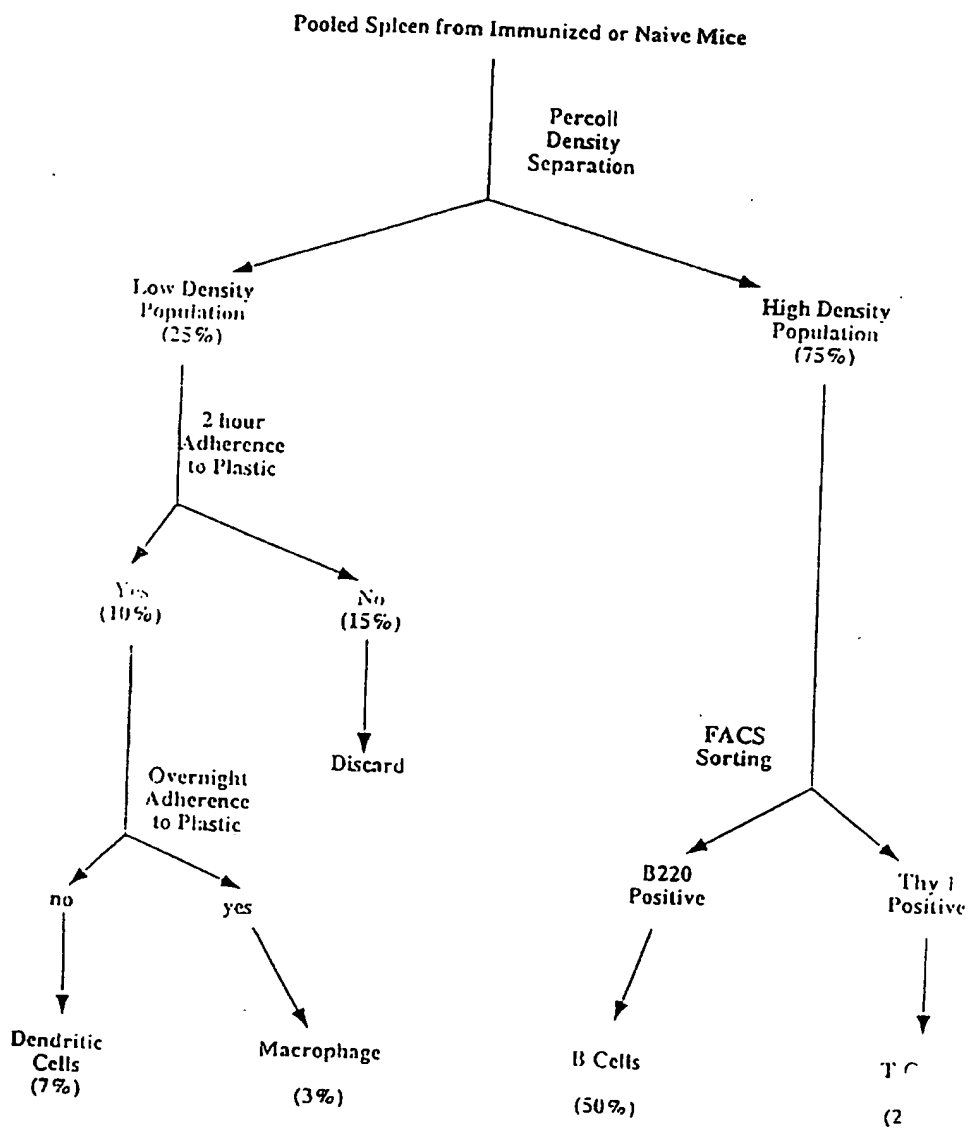 Pooled Spleen from Immunized or Naive Mice
Percoll
Density
Separation
Low Density
Population
(25%)
High Density
Population
(75%)
2 hour
Adherence
to Plastic
Yes
(10%)
No
(15%)
Discard
FACS
Sorting
Overnight
Adherence
to Plastic
no
yes
B220
Positive
Thy 1
Positive
Dendritic
Cells
(7%)
Macrophage
(3%)
B Cells
(50%)
T
(2